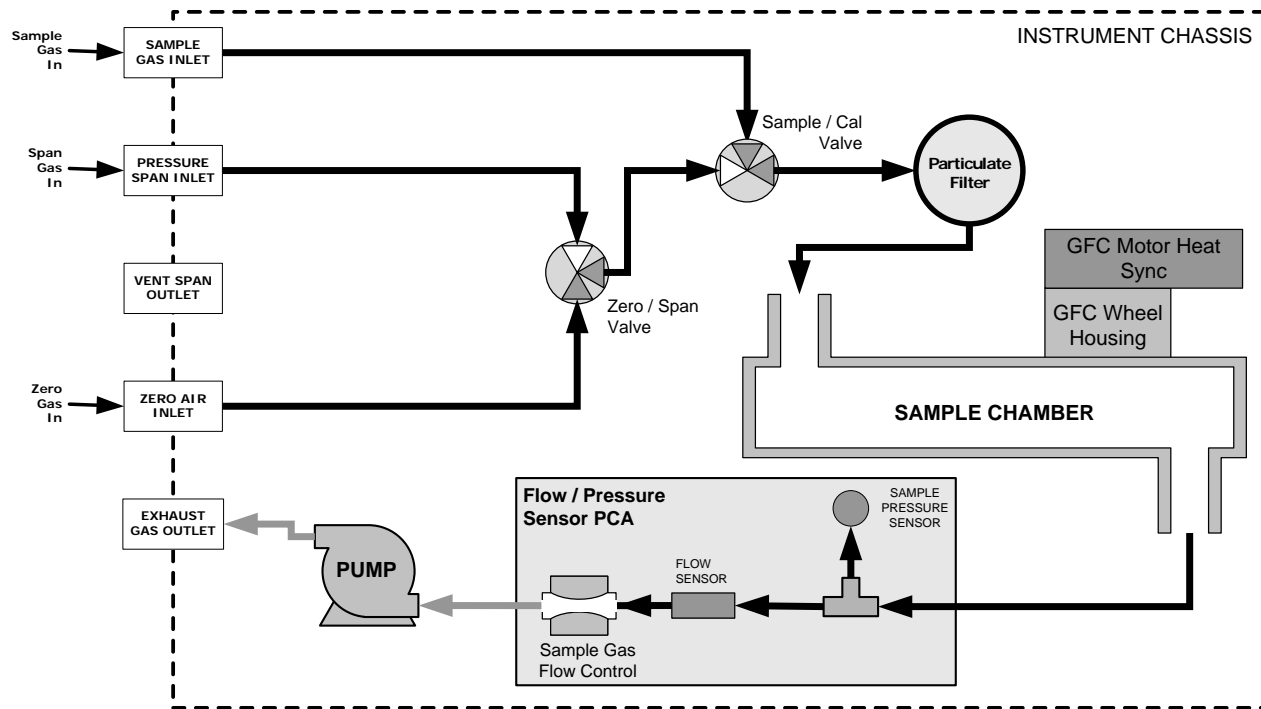 INSTRUMENT CHASSIS
Sample
Gas
In
SAMPLE
GAS INLET
Sample / Cal
Valve
Span
Gas
In
PRESSURE
SPAN INLET
Particulate
Filter
VENT SPAN
OUTLET
Zero / Span
Valve
GFC Motor Heat
Sync
GFC Wheel
Housing
Zero
Gas
In
ZERO AIR
INLET
SAMPLE CHAMBER
EXHAUST
GAS OUTLET
PUMP
Flow / Pressure
Sensor PCA
SAMPLE
PRESSURE
SENSOR
FLOW
SENSOR
Sample Gas
Flow Control